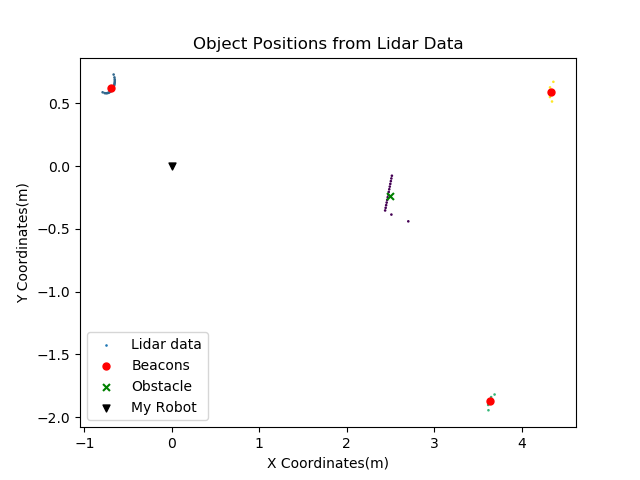 Object Positions from Lidar Data
0.5
0.0
−0.5
−1.0
−1.5
−2.0
Y Coordinates(m)
Lidar data
Beacons
Obstacle
My Robot
−1 0 1 2 3 4
X Coordinates(m)